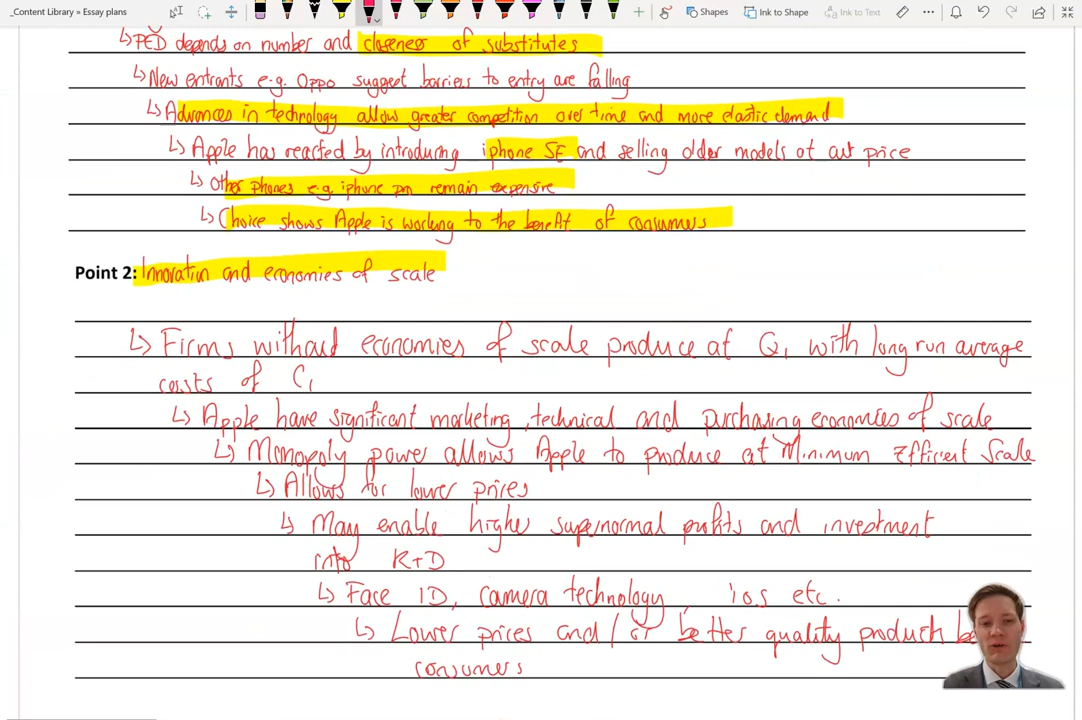 _Content Library » Essay plans
Shapes
Ink to Shape
Ink to Text
↳ PED depends on number and closeness of substitutes
↳ New entrants e.g. Oppo suggest barriers to entry are falling
↳ Advances in technology allow greater competition over time and more elastic demand
↳ Apple has reacted by introducing iphone SE and selling older models at cut price
↳ Other phones e.g. iphone pro remain expensive
↳ Choice shows Apple is working to the benefit of consumers
Point 2: Innovation and economies of scale
↳ Firms without economies of scale produce at Q1 with long run average
costs of C1
↳ Apple have significant marketing, technical and purchasing economies of scale
↳ Monopoly power allows Apple to produce at Minimum Efficient Scale
↳ Allows for lower prices
↳ May enable higher supernormal profits and investment
into R+D
↳ Face ID, camera technology, ios etc.
↳ Lower prices and/or better quality products be
consumers